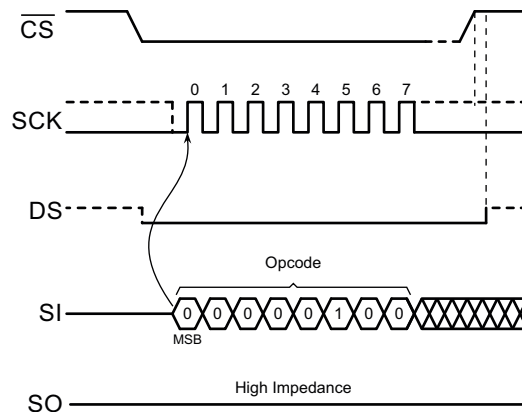 CS
0 1 2 3 4 5 6 7
SCK
DS
Opcode
SI
0 0 0 0 0 1 0 0
MSB
High Impedance
SO